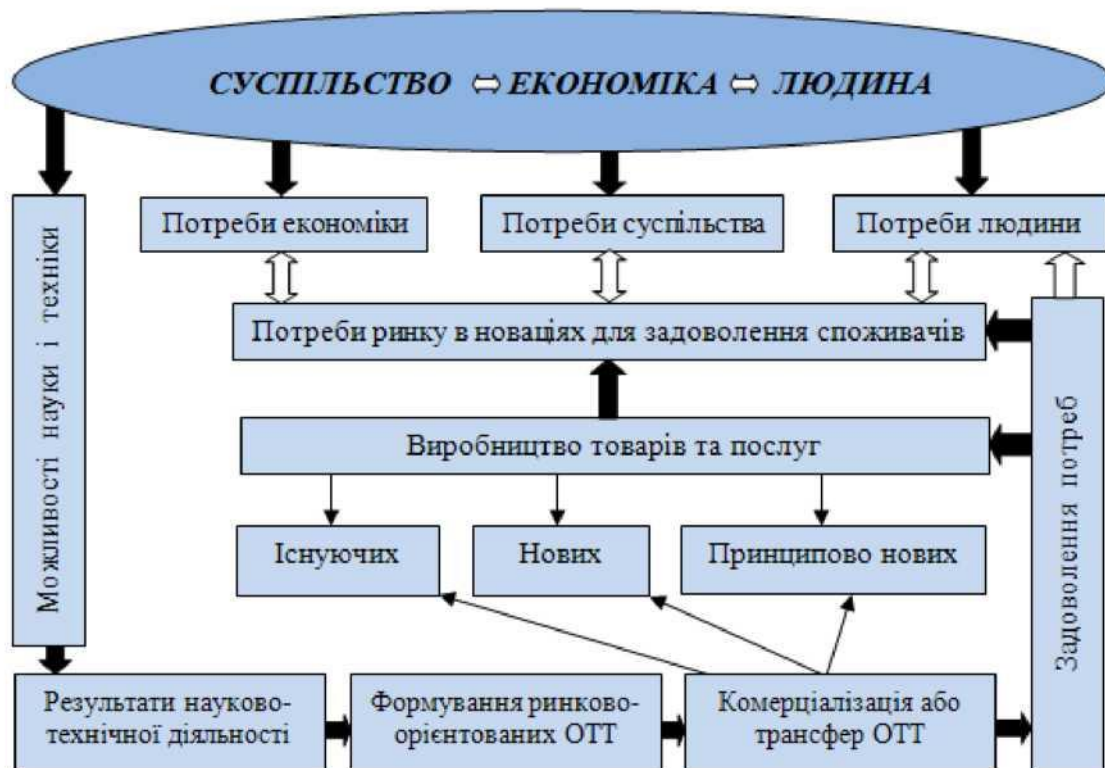 СУСПІЛЬСТВО ⇔ ЕКОНОМІКА ⇔ ЛЮДИНА
Можливості науки і техніки
Потреби економіки
Потреби суспільства
Потреби людини
Потреби ринку в новаціях для задоволення споживачів
Виробництво товарів та послуг
Існуючих
Нових
Принципово нових
Задоволення потреб
Результати науково-
технічної діяльності
Формування ринково-
орієнтованих ОТТ
Комерціалізація або
трансфер ОТТ